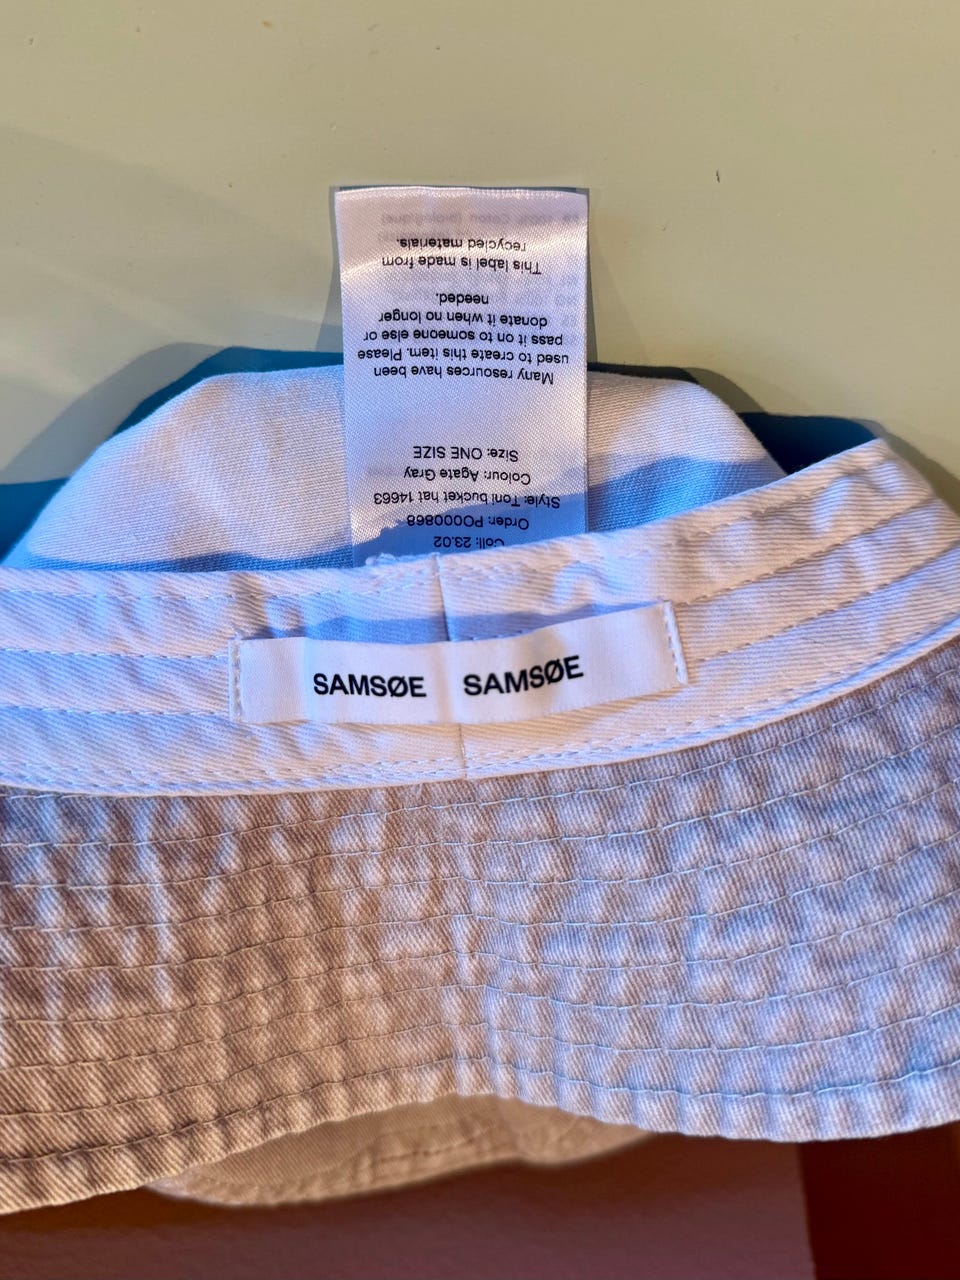 Coll: 23.02
Order: PO000868
Style: Toni bucket hat 14663
Colour: Agate Gray
Size: ONE SIZE
Many resources have been
used to create this item. Please
pass it on to someone else or
donate it when no longer
needed.
This label is made from
recycled materials.
SAMSØE SAMSØE